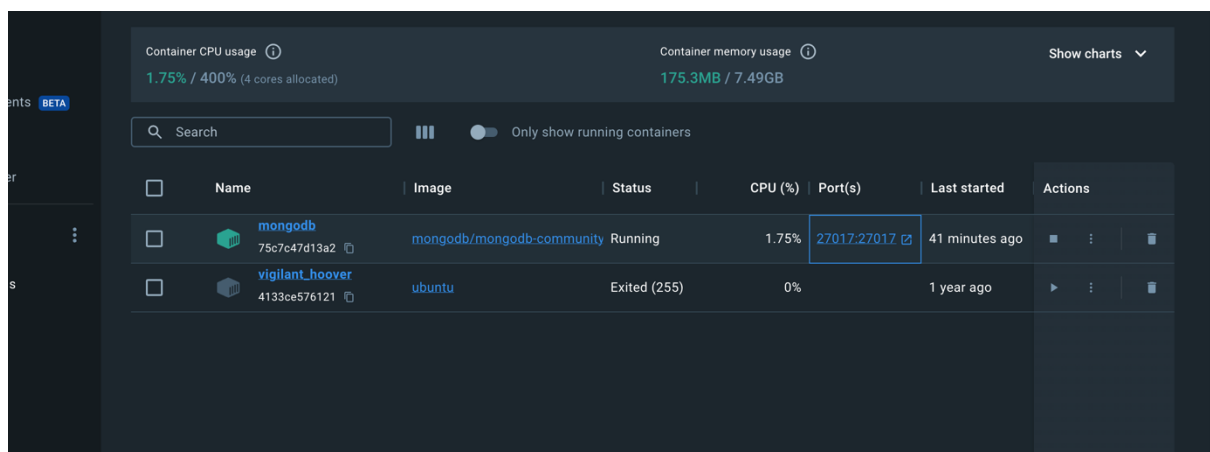 Container CPU usage
1.75% / 400% (4 cores allocated)
Container memory usage
175.3MB / 7.49GB
Show charts
ents BETA
Search
Only show running containers
er
Name Image Status CPU (%) Port(s) Last started Actions
mongodb
75c7c47d13a2
mongodb/mongodb-community Running 1.75% 27017:27017 41 minutes ago
s
vigilant_hoover
4133ce576121
ubuntu Exited (255) 0% 1 year ago